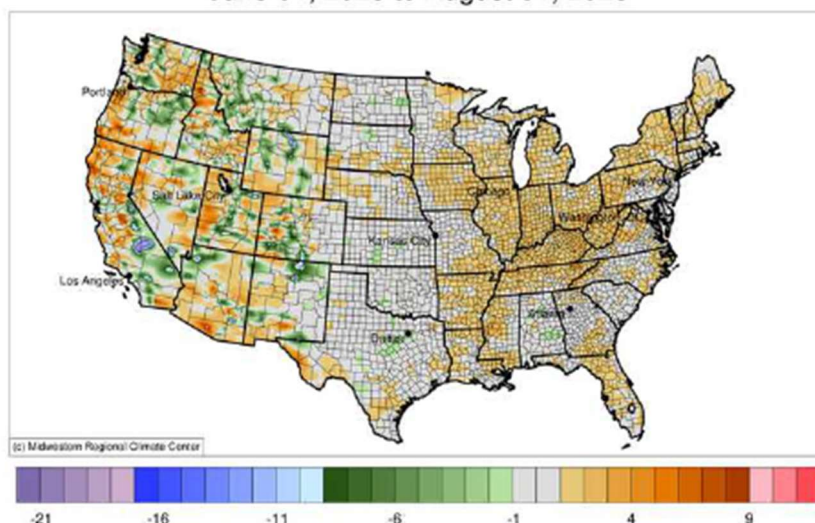 Portland
Salt Lake City
Chicago
New York
Washington
Kansas City
Los Angeles
Atlanta
Dallas
(c) Midwestern Regional Climate Center
-21 -16 -11 -6 -1 4 9